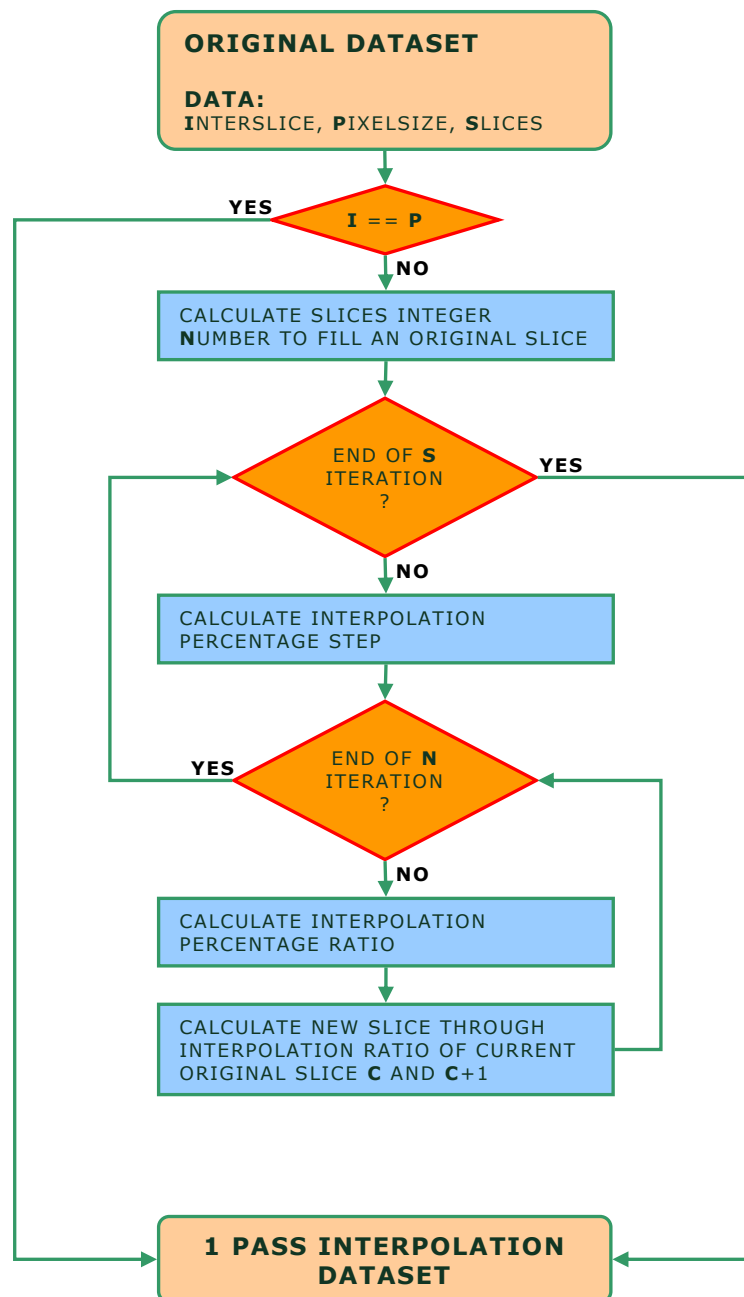 ORIGINAL DATASET
DATA:
INTERSLICE, PIXELSIZE, SLICES
YES
I == P
NO
CALCULATE SLICES INTEGER
NUMBER TO FILL AN ORIGINAL SLICE
END OF S
ITERATION
?
YES
NO
CALCULATE INTERPOLATION
PERCENTAGE STEP
YES
END OF N
ITERATION
?
NO
CALCULATE INTERPOLATION
PERCENTAGE RATIO
CALCULATE NEW SLICE THROUGH
INTERPOLATION RATIO OF CURRENT
ORIGINAL SLICE C AND C+1
1 PASS INTERPOLATION
DATASET